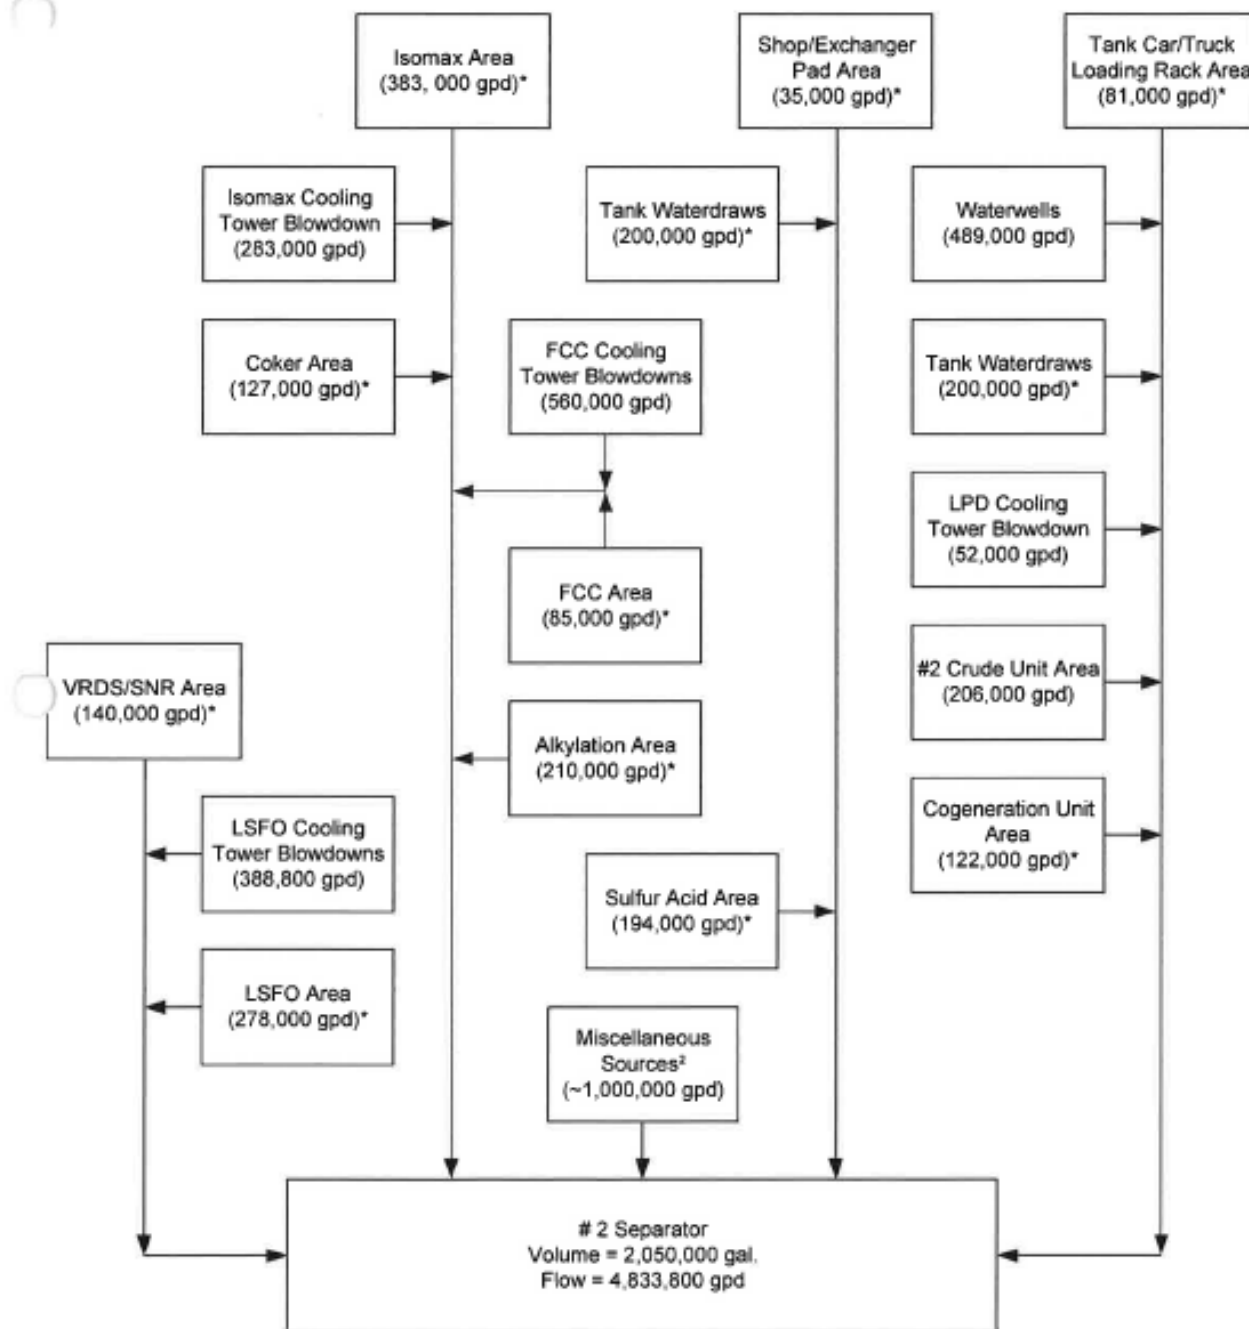 Isomax Area
(383, 000 gpd)*
Shop/Exchanger
Pad Area
(35,000 gpd)*
Tank Car/Truck
Loading Rack Area
(81,000 gpd)*
Isomax Cooling
Tower Blowdown
(283,000 gpd)
Tank Waterdraws
(200,000 gpd)*
Waterwells
(489,000 gpd)
Coker Area
(127,000 gpd)*
FCC Cooling
Tower Blowdowns
(560,000 gpd)
Tank Waterdraws
(200,000 gpd)*
LPD Cooling
Tower Blowdown
(52,000 gpd)
FCC Area
(85,000 gpd)*
#2 Crude Unit Area
(206,000 gpd)
VRDS/SNR Area
(140,000 gpd)*
Alkylation Area
(210,000 gpd)*
Cogeneration Unit
Area
(122,000 gpd)*
LSFO Cooling
Tower Blowdowns
(388,800 gpd)
Sulfur Acid Area
(194,000 gpd)*
LSFO Area
(278,000 gpd)*
Miscellaneous
Sources²
(~1,000,000 gpd)
# 2 Separator
Volume = 2,050,000 gal.
Flow = 4,833,800 gpd